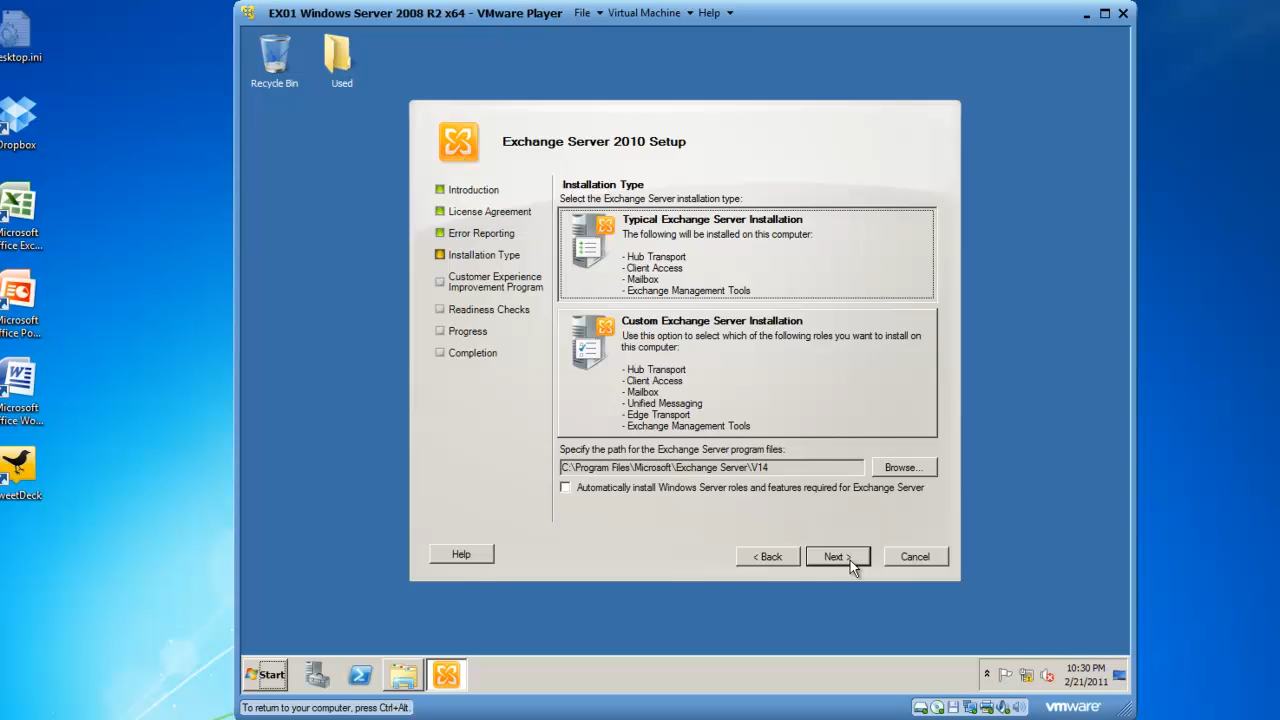 EX01 Windows Server 2008 R2 x64 - VMware Player File Virtual Machine Help
esktop.ini
Dropbox
Microsoft
ffice Exc...
Microsoft
ffice Po...
Microsoft
ffice Wo...
weetDeck
Recycle Bin
Used
Exchange Server 2010 Setup
Introduction
License Agreement
Error Reporting
Installation Type
Customer Experience
Improvement Program
Readiness Checks
Progress
Completion
Installation Type
Select the Exchange Server installation type:
Typical Exchange Server Installation
The following will be installed on this computer:
- Hub Transport
- Client Access
- Mailbox
- Exchange Management Tools
Custom Exchange Server Installation
Use this option to select which of the following roles you want to install on
this computer:
- Hub Transport
- Client Access
- Mailbox
- Unified Messaging
- Edge Transport
- Exchange Management Tools
Specify the path for the Exchange Server program files:
C:\Program Files\Microsoft\Exchange Server\V14
Browse...
Automatically install Windows Server roles and features required for Exchange Server
Help
< Back
Next >
Cancel
Start
10:30 PM
2/21/2011
To return to your computer, press Ctrl+Alt.
vmware